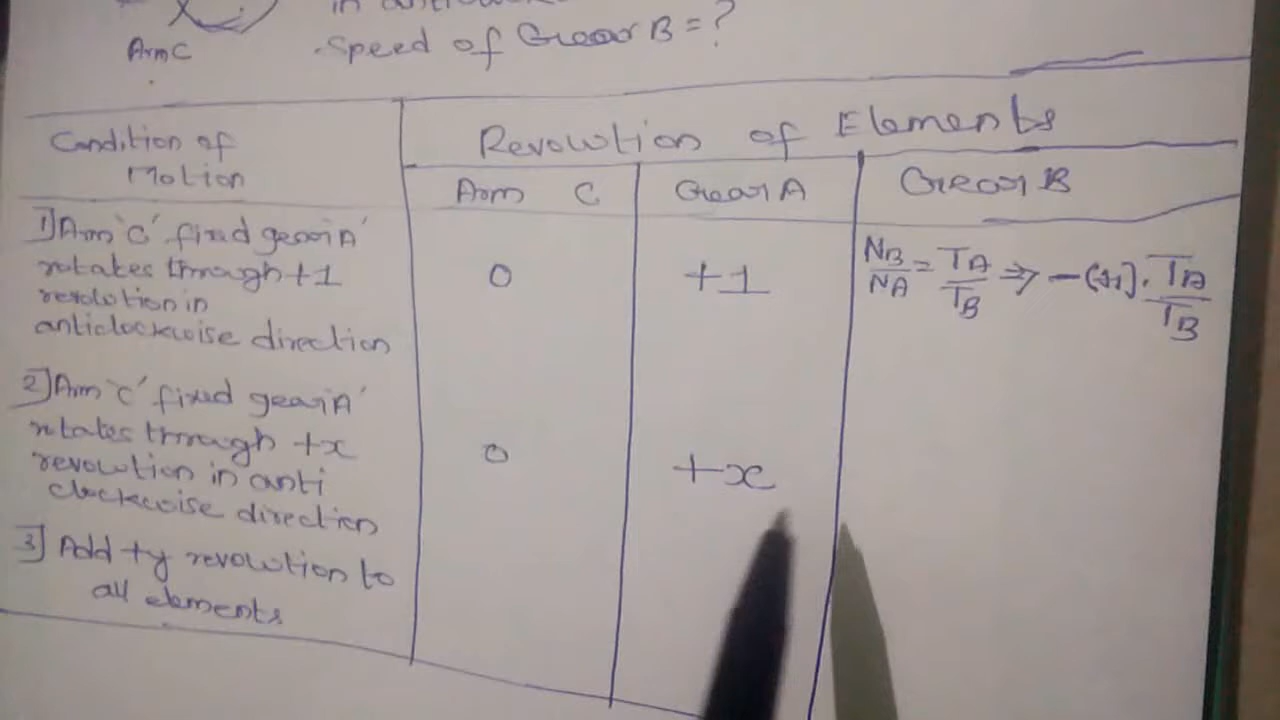 Arm C
Speed of Gear B = ?
Condition of
Motion
Revolution of Elements
Arm C
Gear A
Gear B
1] Arm 'C' fixed gear 'A'
rotates through +1
revolution in
anticlockwise direction
0
+1
NB/NA = TA/TB ⇒ -(+1). TA/TB
2] Arm 'C' fixed gear 'A'
rotates through +x
revolution in anti
clockwise direction
0
+x
3] Add +y revolution to
all elements